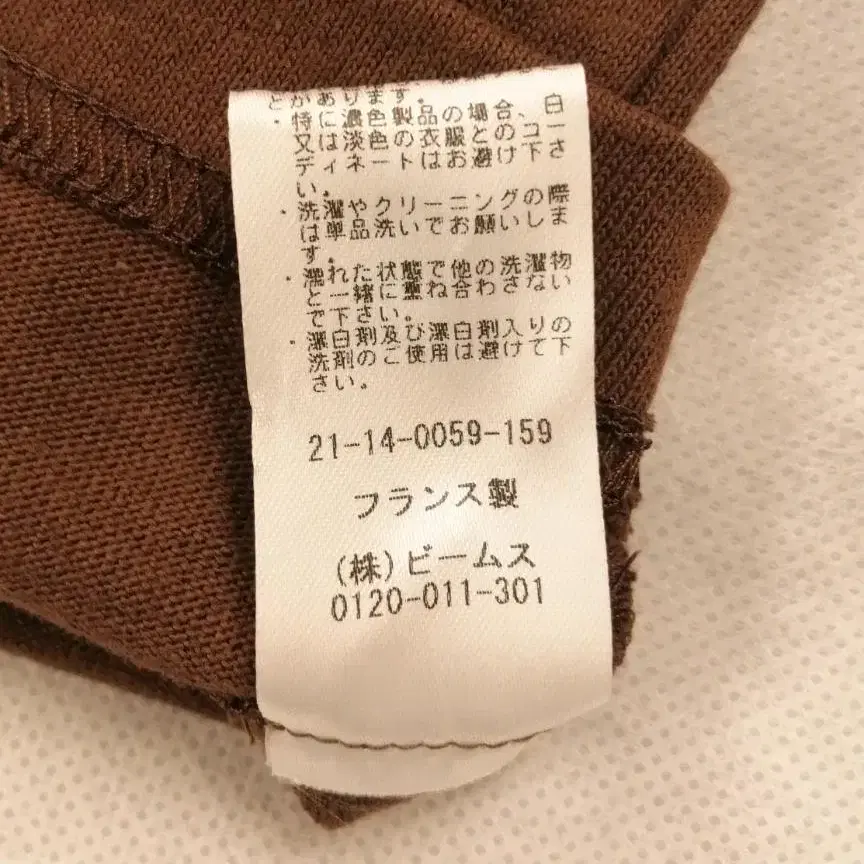 とがあります。
・特に濃色製品の場合、白
又は淡色の衣服とのコー
ディネートはお避け下さ
い。
・洗濯やクリーニングの際
は単品洗いでお願いしま
す。
・濡れた状態で他の洗濯物
と一緒に重ね合わさない
で下さい。
・漂白剤及び漂白剤入りの
洗剤のご使用は避けて下
さい。
21-14-0059-159
フランス製
(株)ビームス
0120-011-301